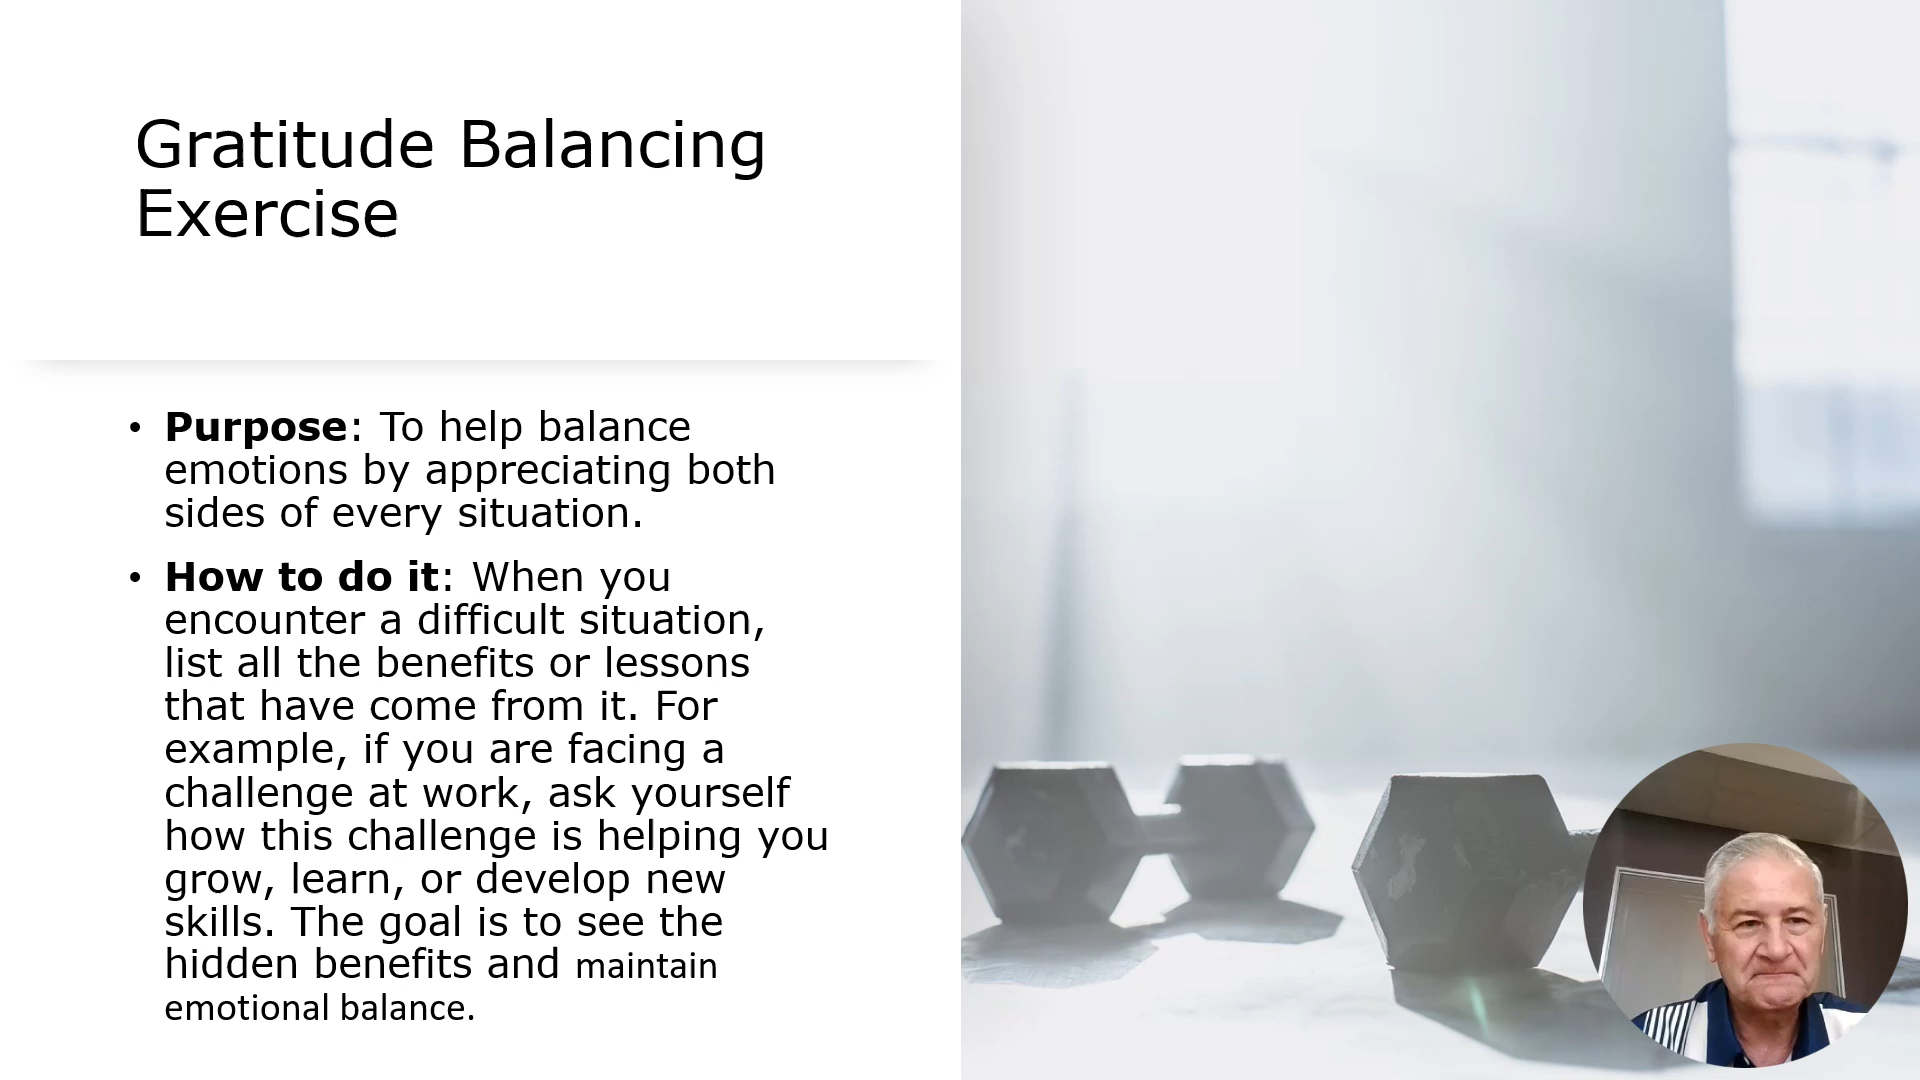 Gratitude Balancing
Exercise
• Purpose: To help balance
emotions by appreciating both
sides of every situation.
• How to do it: When you
encounter a difficult situation,
list all the benefits or lessons
that have come from it. For
example, if you are facing a
challenge at work, ask yourself
how this challenge is helping you
grow, learn, or develop new
skills. The goal is to see the
hidden benefits and maintain
emotional balance.